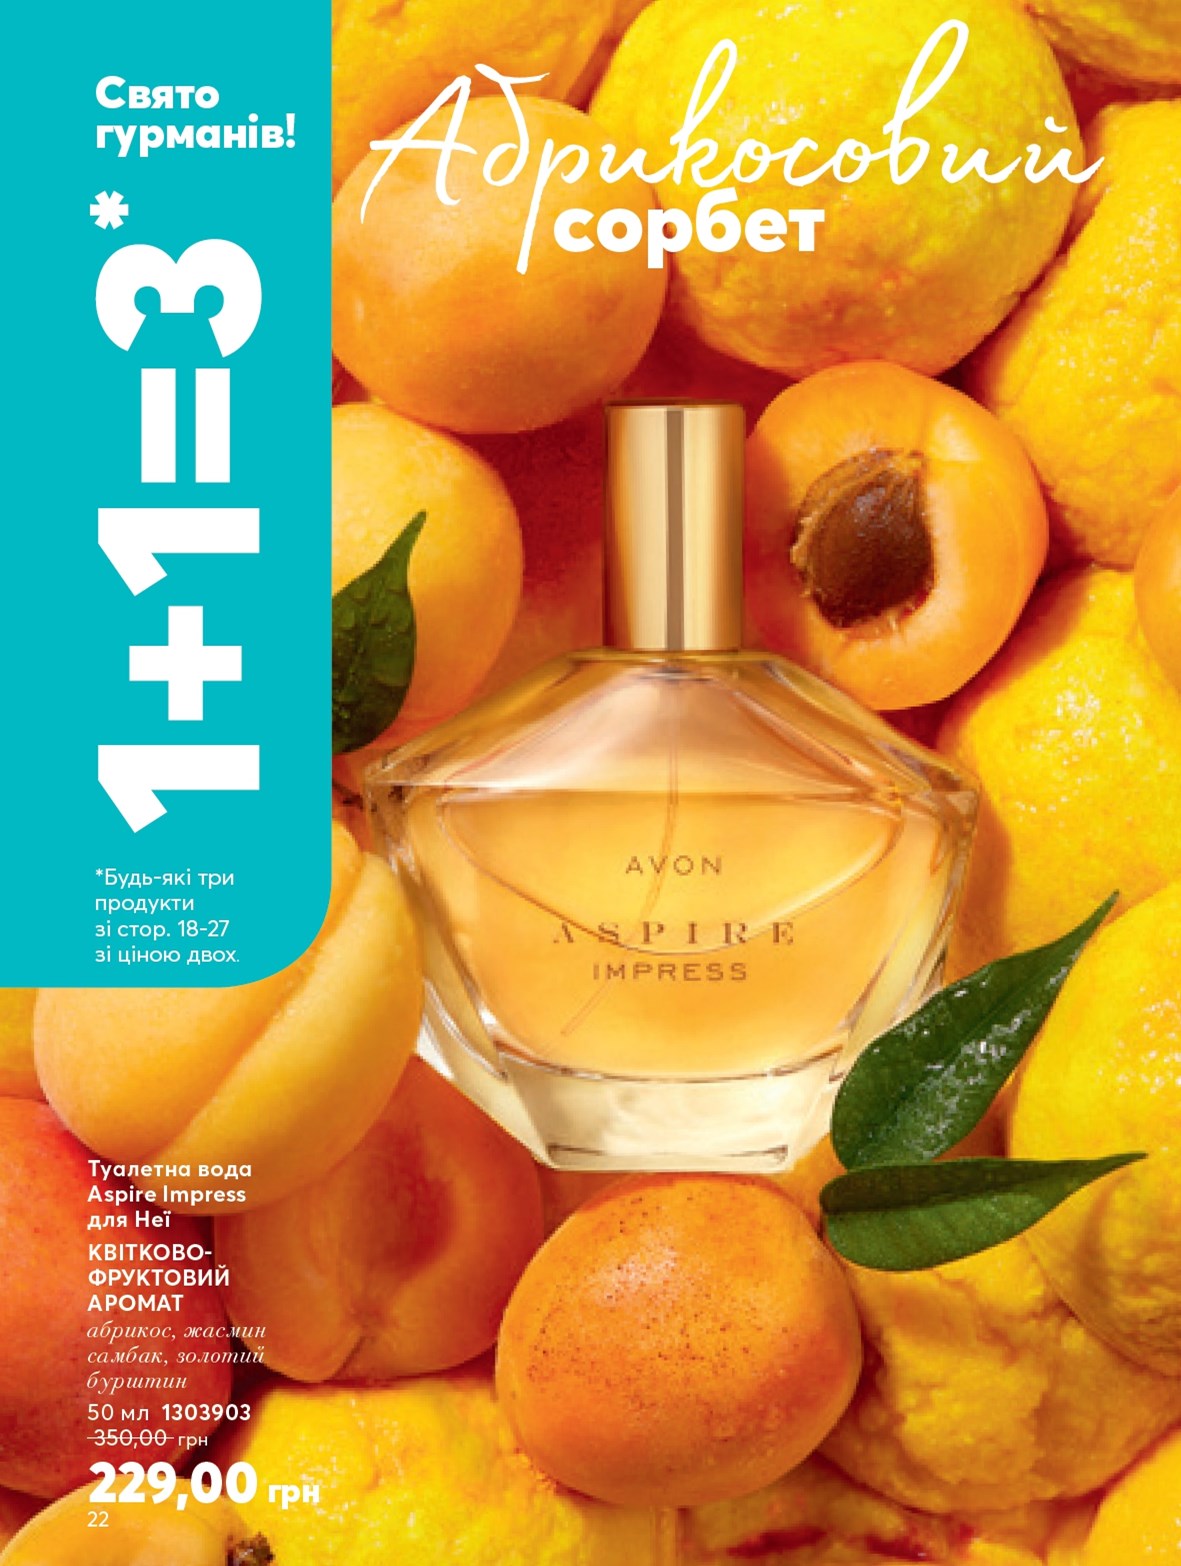 Свято
гурманів!
1+1=3*
*Будь-які три
продукти
зі стор. 18-27
зі ціною двох.
Абрикосовий
сорбет
AVON
ASPIRE
IMPRESS
Туалетна вода
Aspire Impress
для Неї
КВІТКОВО-
ФРУКТОВИЙ
АРОМАТ
абрикос, жасмин
самбак, золотий
бурштин
50 мл 1303903
350,00 грн
229,00 грн
22